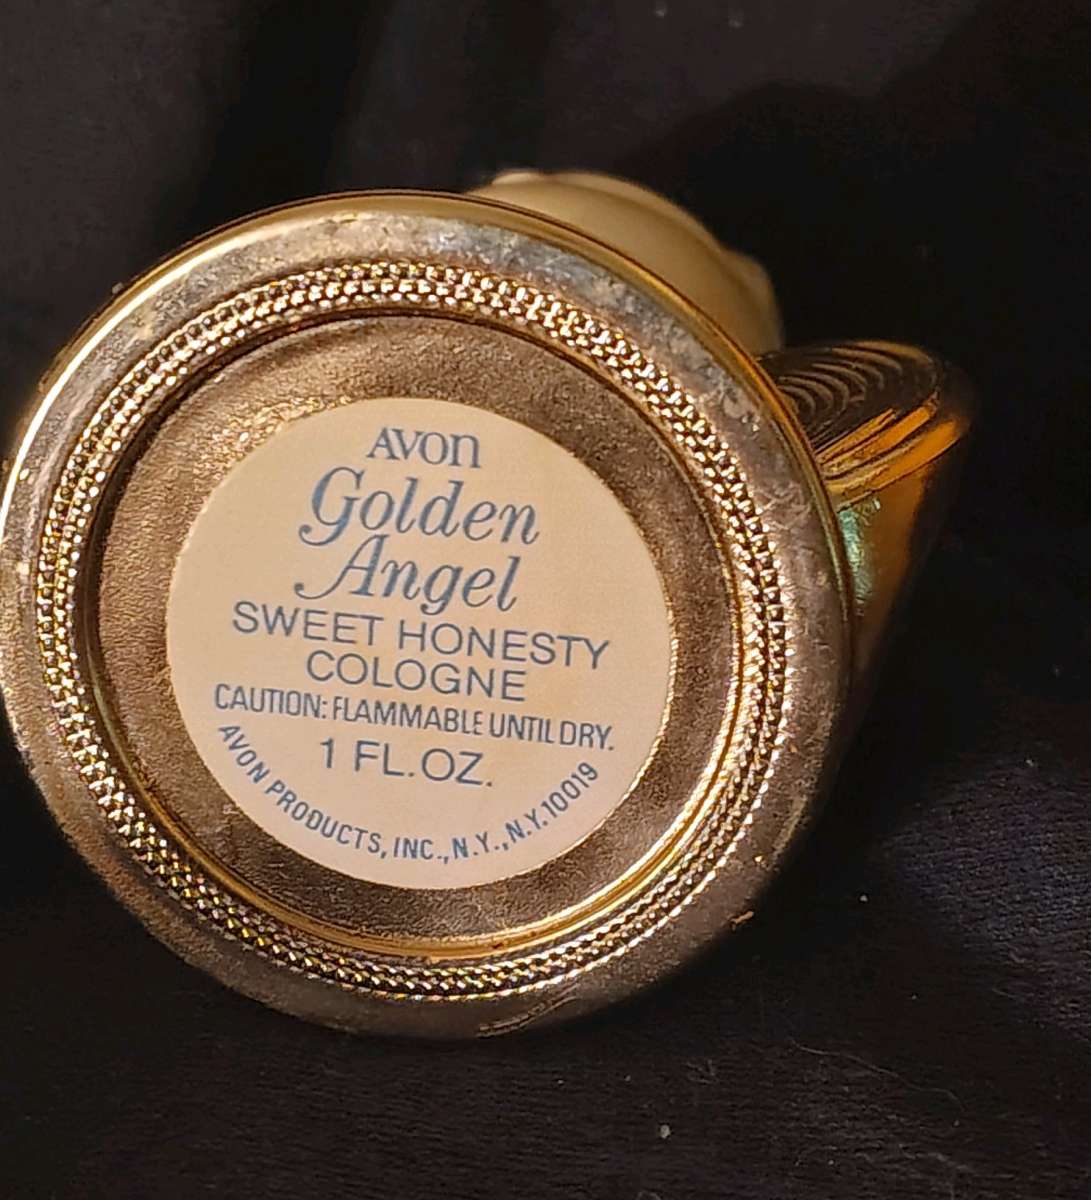 AVON
Golden
Angel
SWEET HONESTY
COLOGNE
CAUTION: FLAMMABLE UNTIL DRY.
1 FL.OZ.
AVON PRODUCTS, INC., N.Y., N.Y. 10019